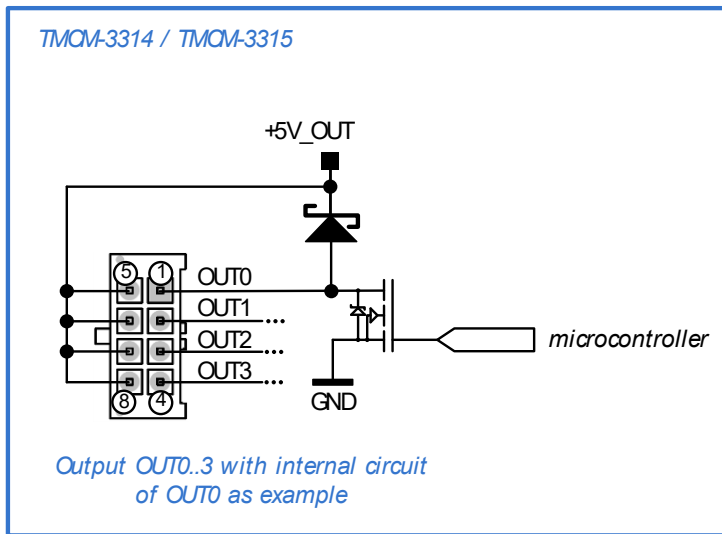 TMCM-3314 / TMCM-3315
+5V_OUT
5 1 OUT0
OUT1 ...
OUT2 ...
microcontroller
OUT3 ...
8 4
GND
Output OUT0..3 with internal circuit
of OUT0 as example